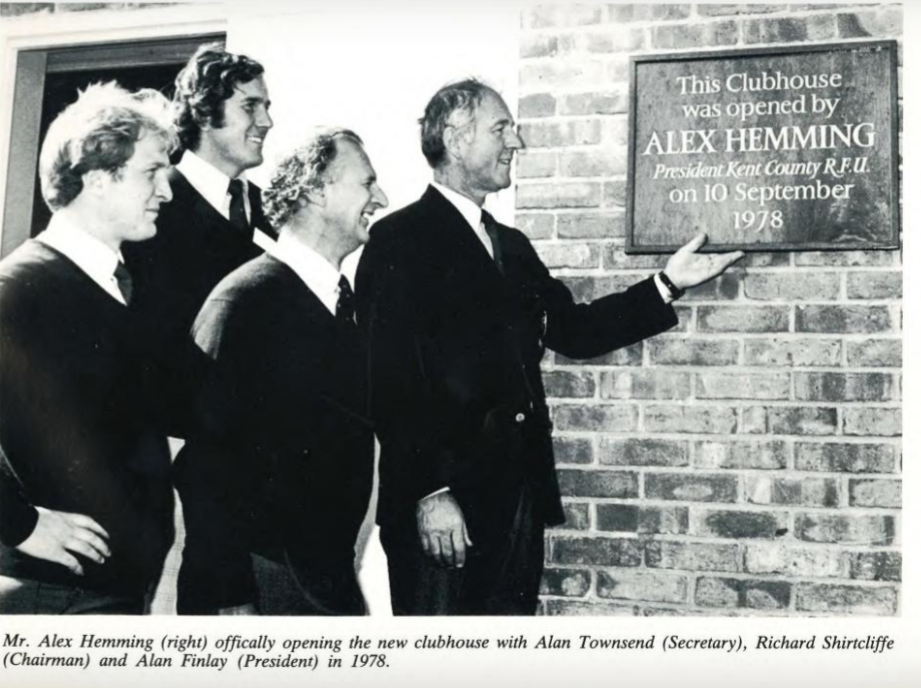 This Clubhouse
was opened by
ALEX HEMMING
President Kent County R.F.U.
on 10 September
1978
Mr. Alex Hemming (right) offically opening the new clubhouse with Alan Townsend (Secretary), Richard Shirtcliffe
(Chairman) and Alan Finlay (President) in 1978.